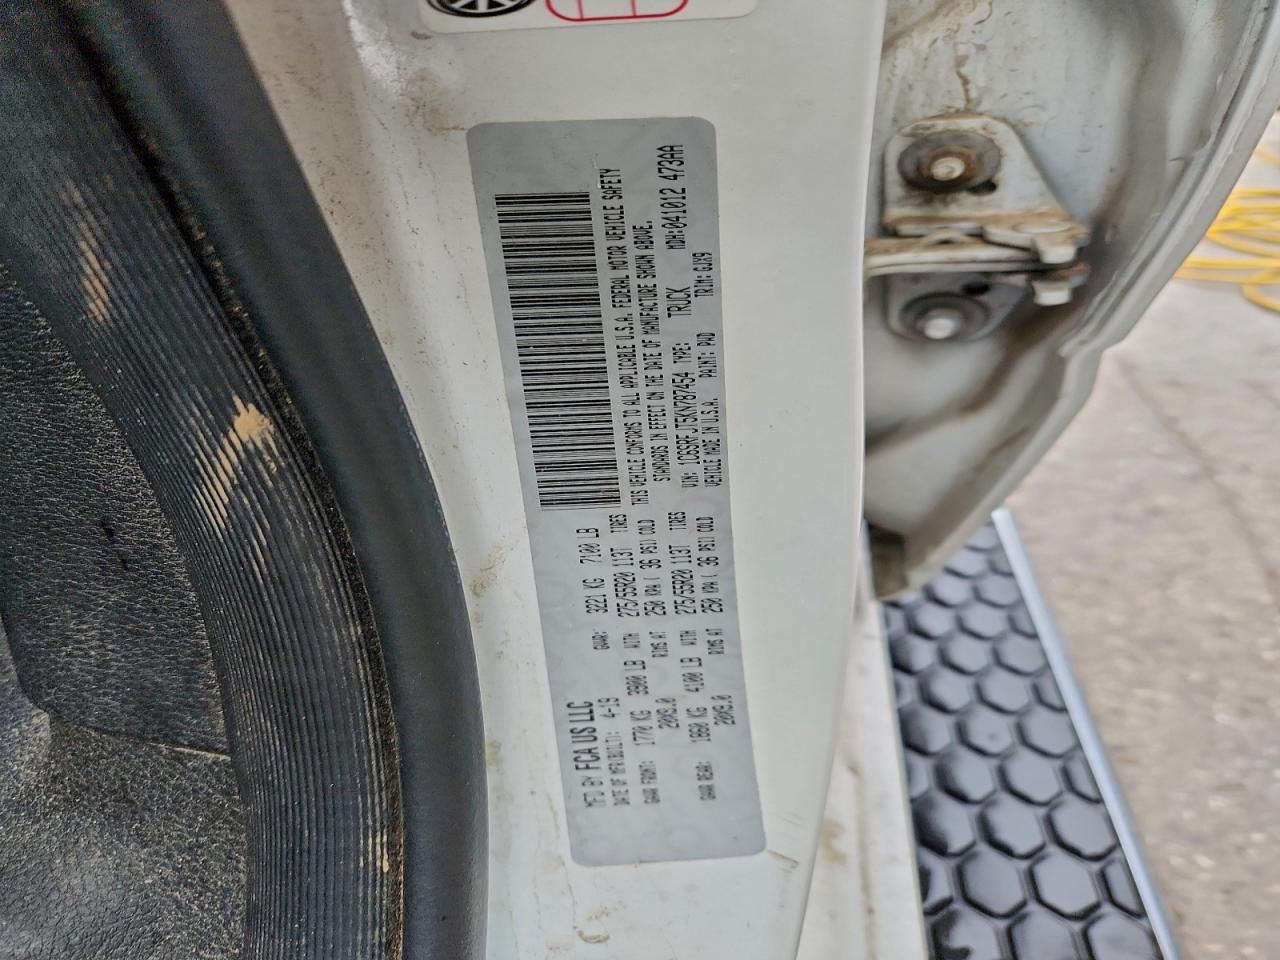 MFD BY FCA US LLC
DATE OF MFR(BUILT): 4-19 GVWR: 3221 KG 7100 LB
GAWR FRONT: 1770 KG 3900 LB WITH 275/55R20 113T TIRES
20X9.0 RIMS AT 250 KPA ( 36 PSI) COLD
GAWR REAR: 1860 KG 4100 LB WITH 275/55R20 113T TIRES
20X9.0 RIMS AT 250 KPA ( 36 PSI) COLD
THIS VEHICLE CONFORMS TO ALL APPLICABLE U.S.A. FEDERAL MOTOR VEHICLE SAFETY
STANDARDS IN EFFECT ON THE DATE OF MANUFACTURE SHOWN ABOVE.
VIN: 1C6SRFJT5KN787454 TYPE: TRUCK MDH:041012 473AA
VEHICLE MADE IN U.S.A. PAINT: PW7 TRIM: GJX9